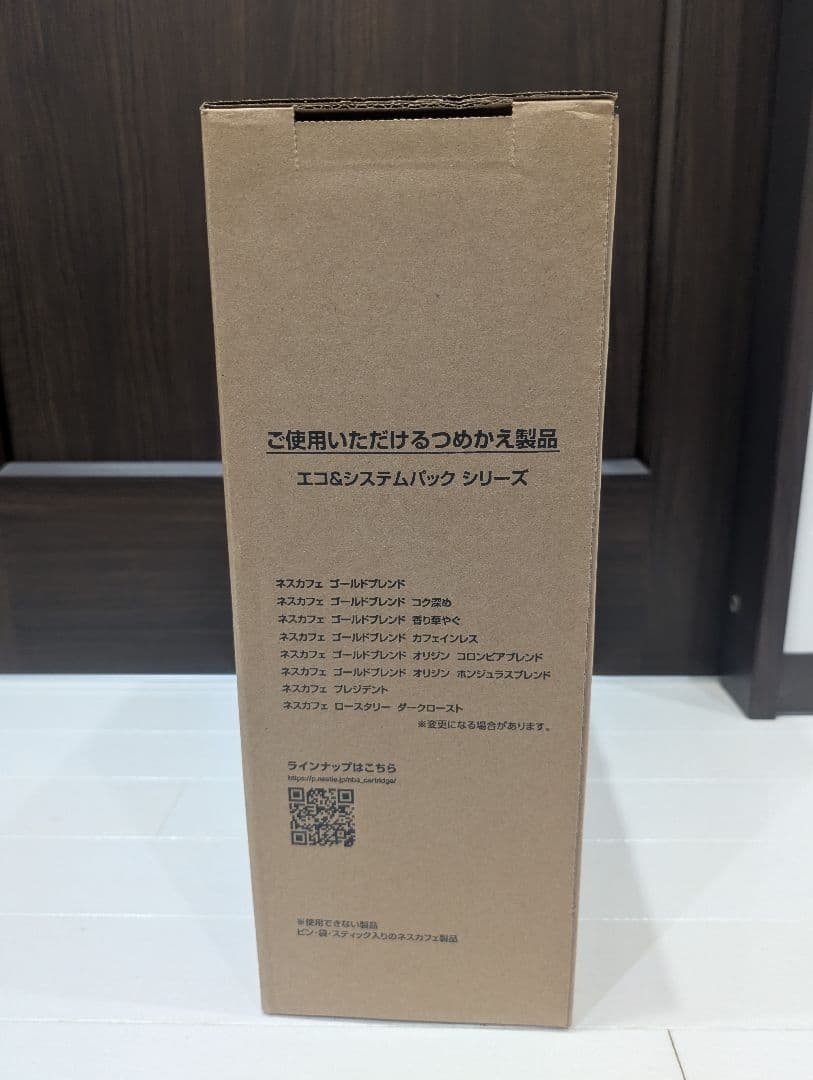 ご使用いただけるつめかえ製品
エコ&システムパック シリーズ
ネスカフェ ゴールドブレンド
ネスカフェ ゴールドブレンド コク深め
ネスカフェ ゴールドブレンド 香り華やぐ
ネスカフェ ゴールドブレンド カフェインレス
ネスカフェ ゴールドブレンド オリジン コロンビアブレンド
ネスカフェ ゴールドブレンド オリジン ホンジュラスブレンド
ネスカフェ プレジデント
ネスカフェ ロースタリー ダークロースト
※変更になる場合があります。
ラインナップはこちら
https://p.nestle.jp/nba_cartridge/
※使用できない製品
ビン・袋・スティック入りのネスカフェ製品